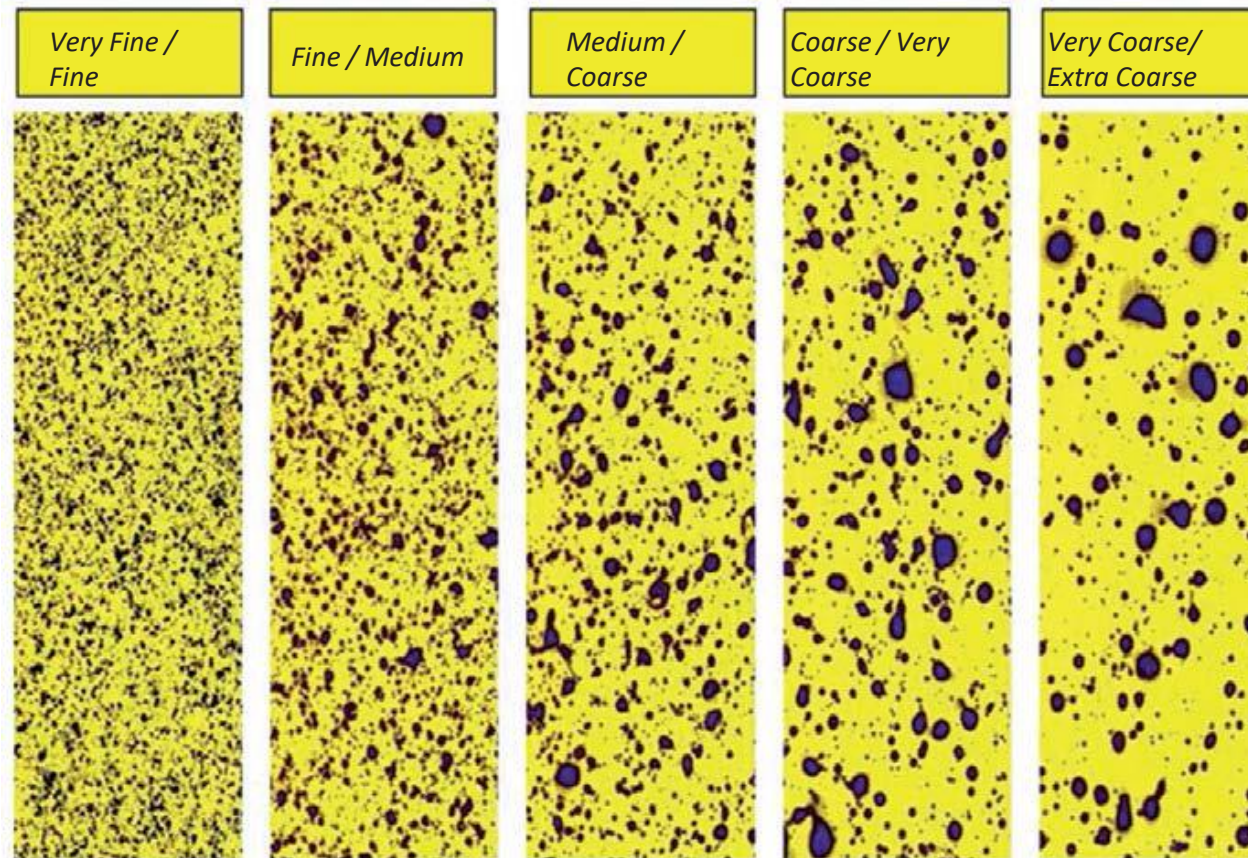 Very Fine /
Fine
Fine / Medium
Medium /
Coarse
Coarse / Very
Coarse
Very Coarse/
Extra Coarse